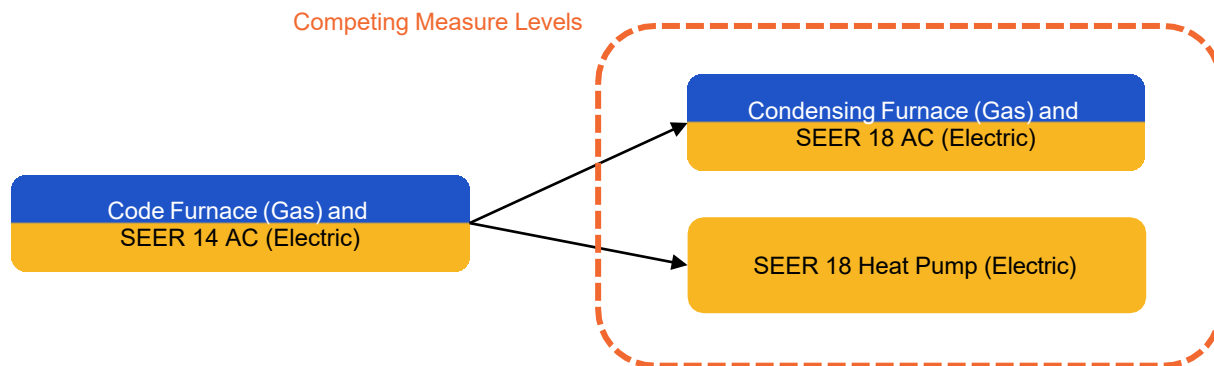 Competing Measure Levels
Condensing Furnace (Gas) and
SEER 18 AC (Electric)
Code Furnace (Gas) and
SEER 14 AC (Electric)
SEER 18 Heat Pump (Electric)